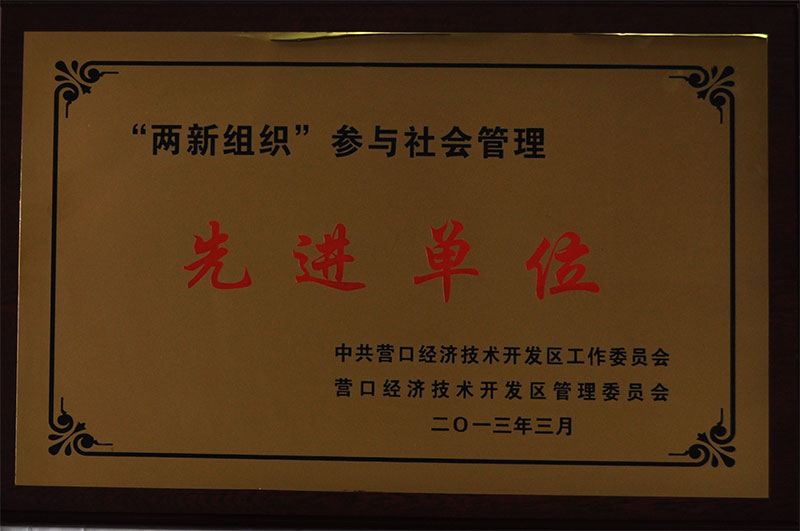 “两新组织”参与社会管理
先进单位
中共营口经济技术开发区工作委员会
营口经济技术开发区管理委员会
二〇一三年三月